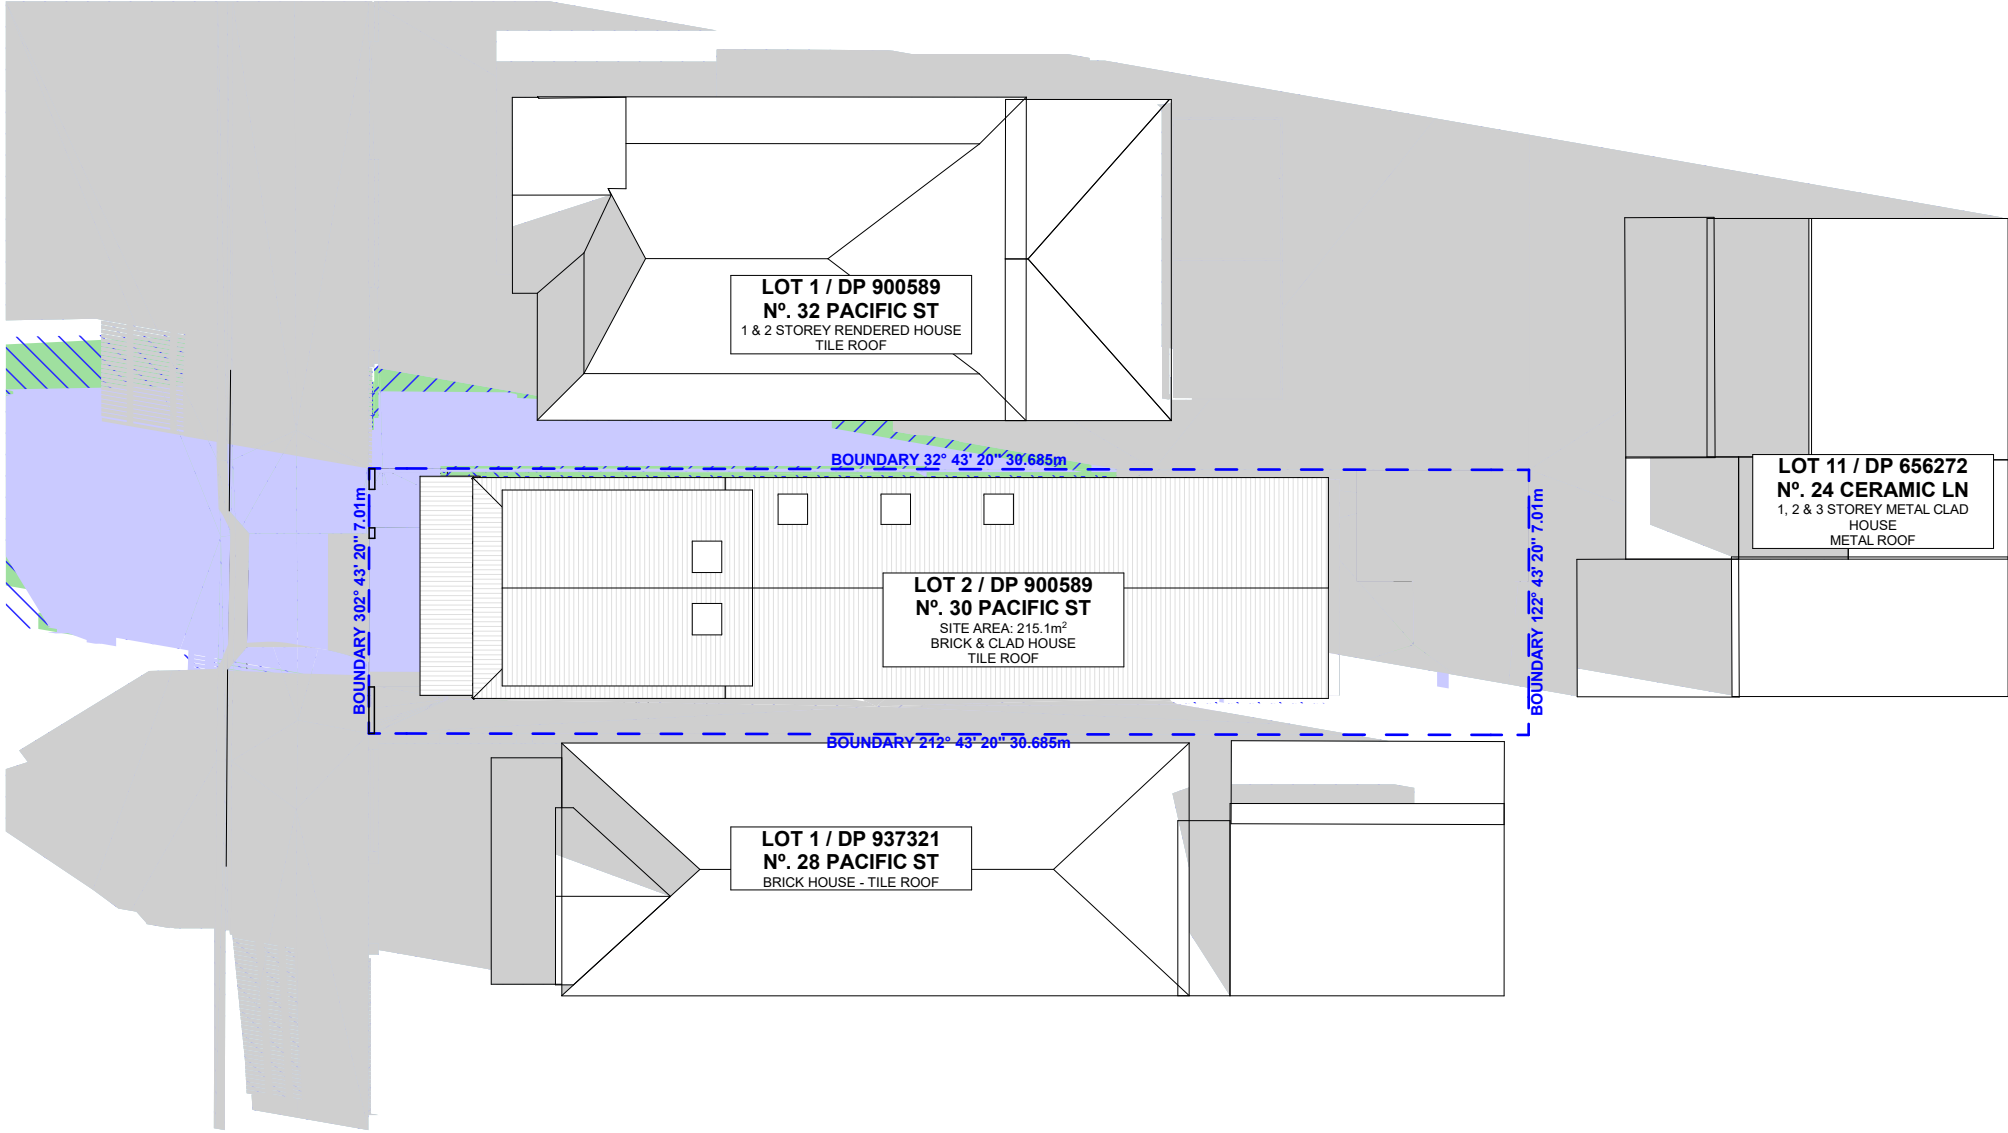 LOT 1 / DP 900589
Nº. 32 PACIFIC ST
1 & 2 STOREY RENDERED HOUSE
TILE ROOF
BOUNDARY 32° 43' 20" 30.685m
LOT 11 / DP 656272
Nº. 24 CERAMIC LN
1, 2 & 3 STOREY METAL CLAD
HOUSE
METAL ROOF
BOUNDARY 302° 43' 20" 7.01m
LOT 2 / DP 900589
Nº. 30 PACIFIC ST
SITE AREA: 215.1m²
BRICK & CLAD HOUSE
TILE ROOF
BOUNDARY 122° 43' 20" 7.01m
BOUNDARY 212° 43' 20" 30.685m
LOT 1 / DP 937321
Nº. 28 PACIFIC ST
BRICK HOUSE - TILE ROOF